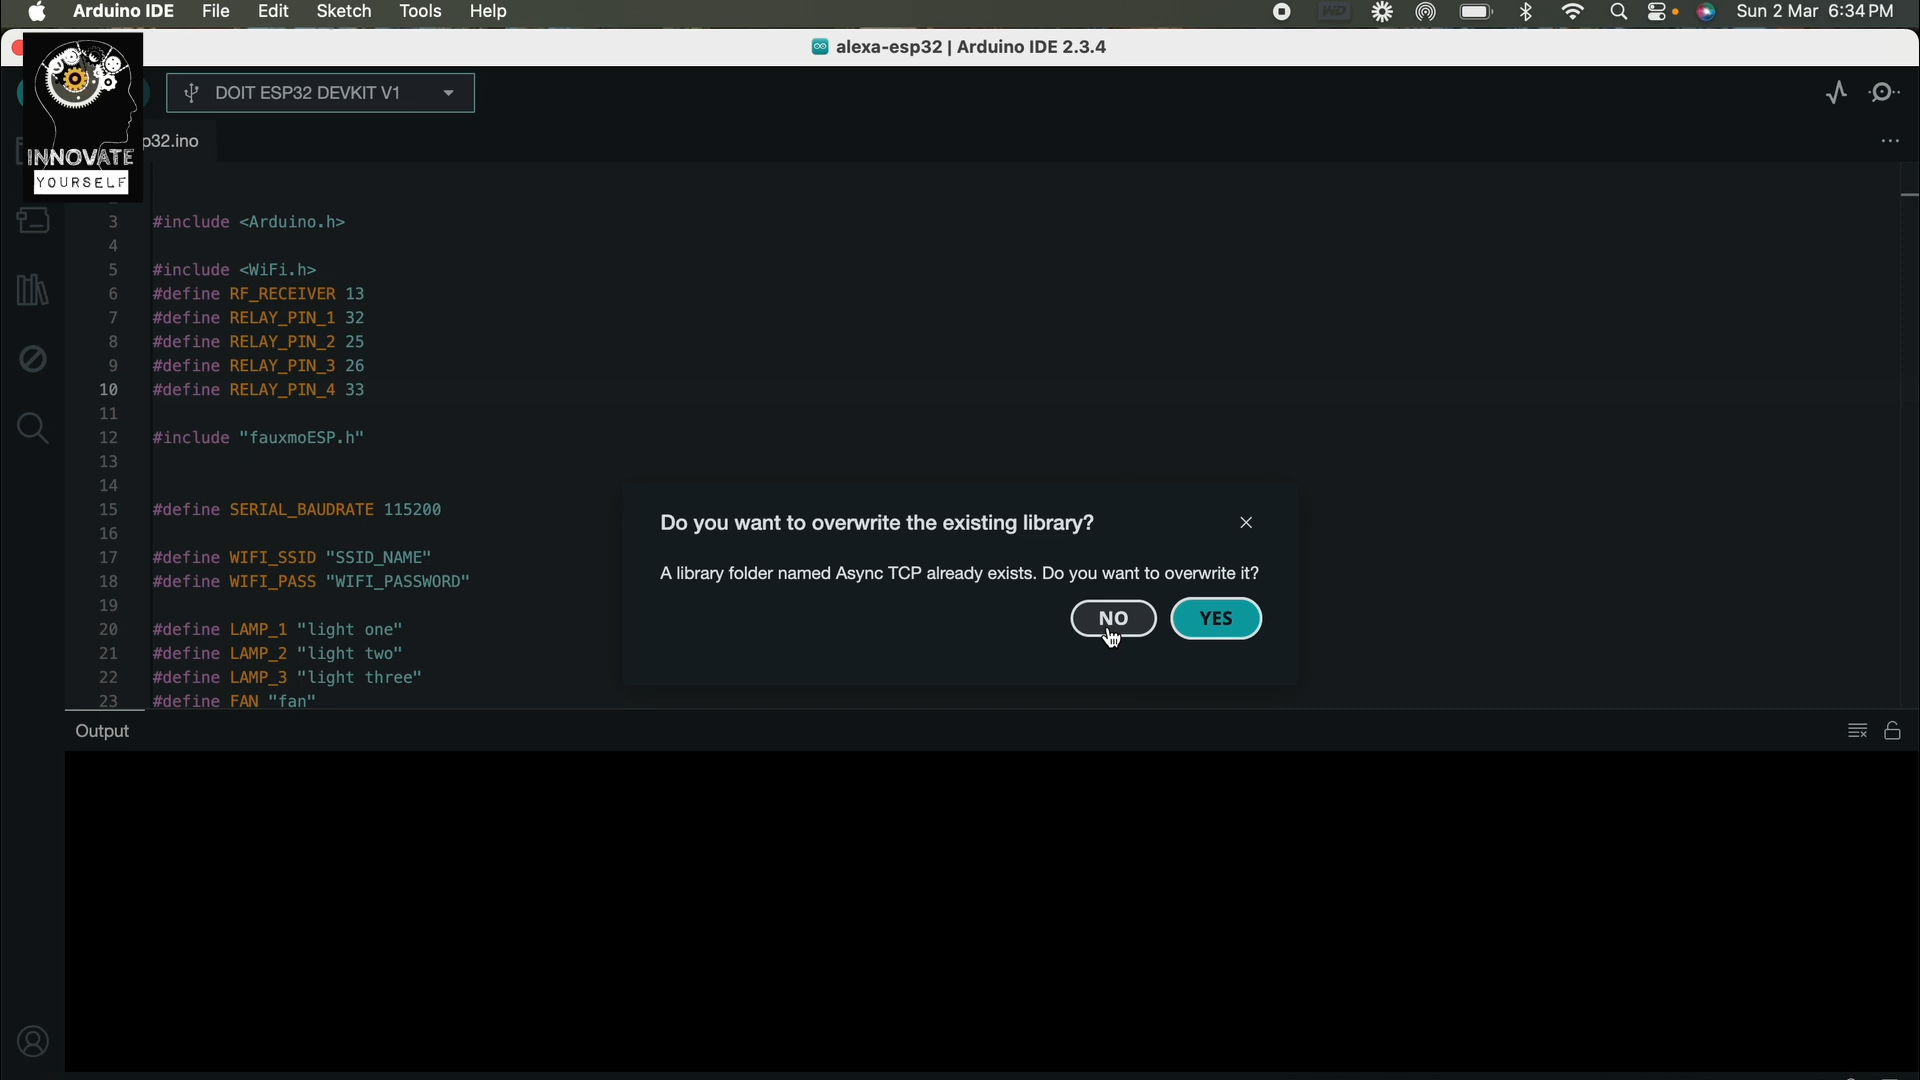 Arduino IDE File Edit Sketch Tools Help
WD
Sun 2 Mar 6:34 PM
alexa-esp32 | Arduino IDE 2.3.4
INNOVATE
YOURSELF
DOIT ESP32 DEVKIT V1
p32.ino
3 #include <Arduino.h>
4
5 #include <WiFi.h>
6 #define RF_RECEIVER 13
7 #define RELAY_PIN_1 32
8 #define RELAY_PIN_2 25
9 #define RELAY_PIN_3 26
10 #define RELAY_PIN_4 33
11
12 #include "fauxmoESP.h"
13
14
15 #define SERIAL_BAUDRATE 115200
16
17 #define WIFI_SSID "SSID_NAME"
18 #define WIFI_PASS "WIFI_PASSWORD"
19
20 #define LAMP_1 "light one"
21 #define LAMP_2 "light two"
22 #define LAMP_3 "light three"
23 #define FAN "fan"
Do you want to overwrite the existing library?
A library folder named Async TCP already exists. Do you want to overwrite it?
NO YES
Output